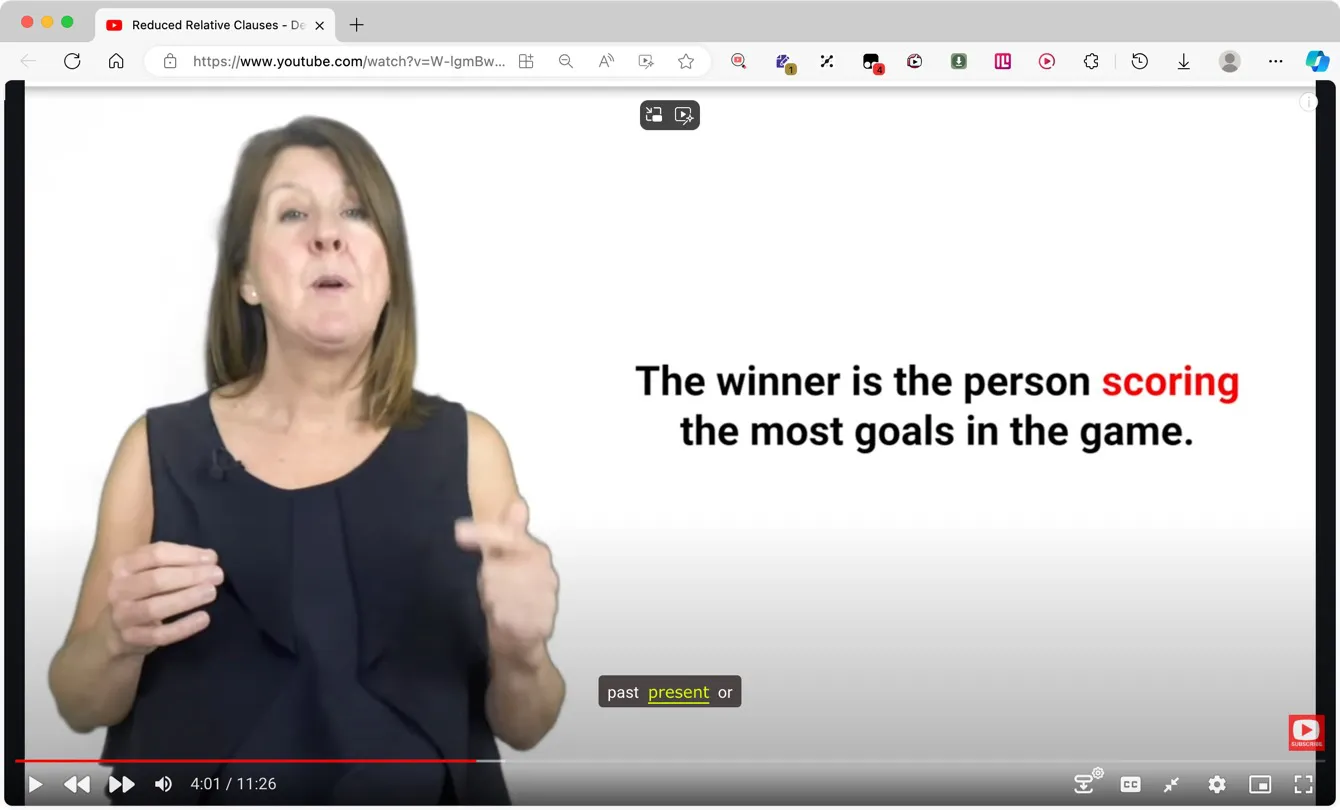 Reduced Relative Clauses - De
https://www.youtube.com/watch?v=W-IgmBw...
1
4
The winner is the person scoring
the most goals in the game.
past present or
SUBSCRIBE
4:01 / 11:26
CC